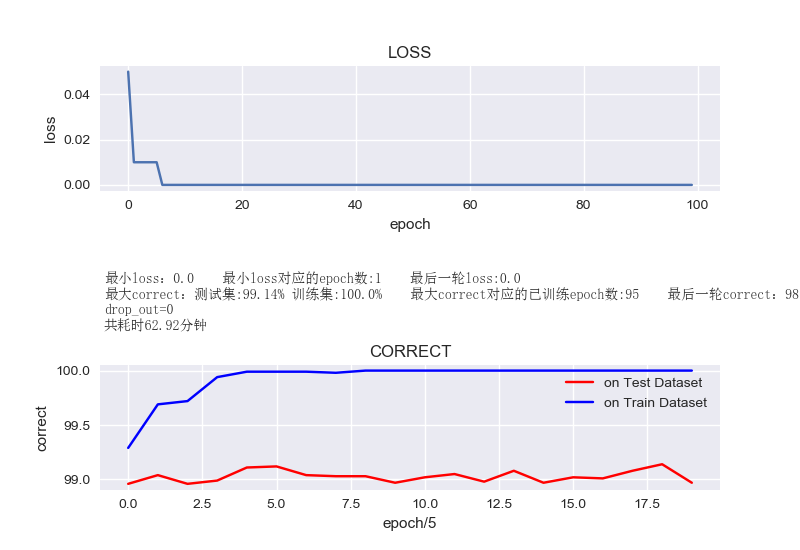 LOSS
0.04
0.02
0.00
loss
0 20 40 60 80 100
epoch
最小loss: 0.0 最小loss对应的epoch数:1 最后一轮loss:0.0
最大correct: 测试集:99.14% 训练集:100.0% 最大correct对应的已训练epoch数:95 最后一轮correct: 98
drop_out=0
共耗时62.92分钟
CORRECT
100.0
99.5
99.0
correct
on Test Dataset
on Train Dataset
0.0 2.5 5.0 7.5 10.0 12.5 15.0 17.5
epoch/5